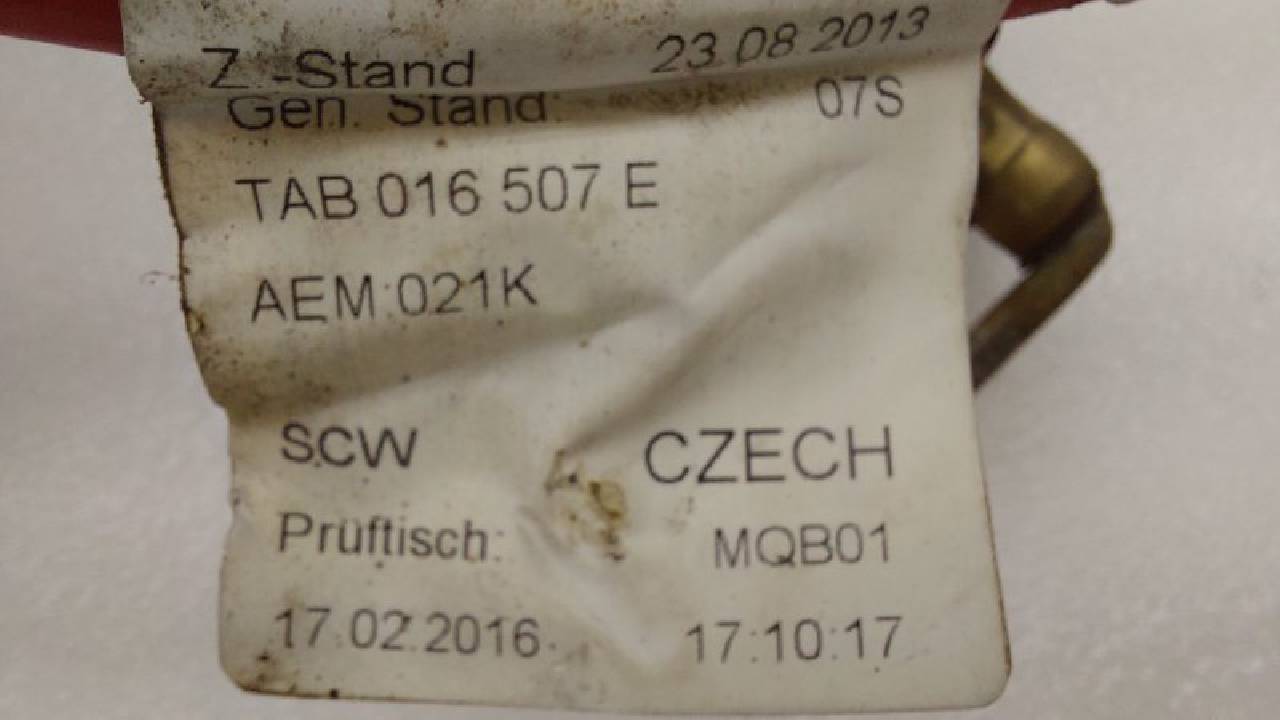 Z.-Stand 23.08.2013
Gen. Stand: 07S
TAB 016 507 E
AEM:021K
SCW CZECH
Prüftisch: MQB01
17.02.2016 17:10:17